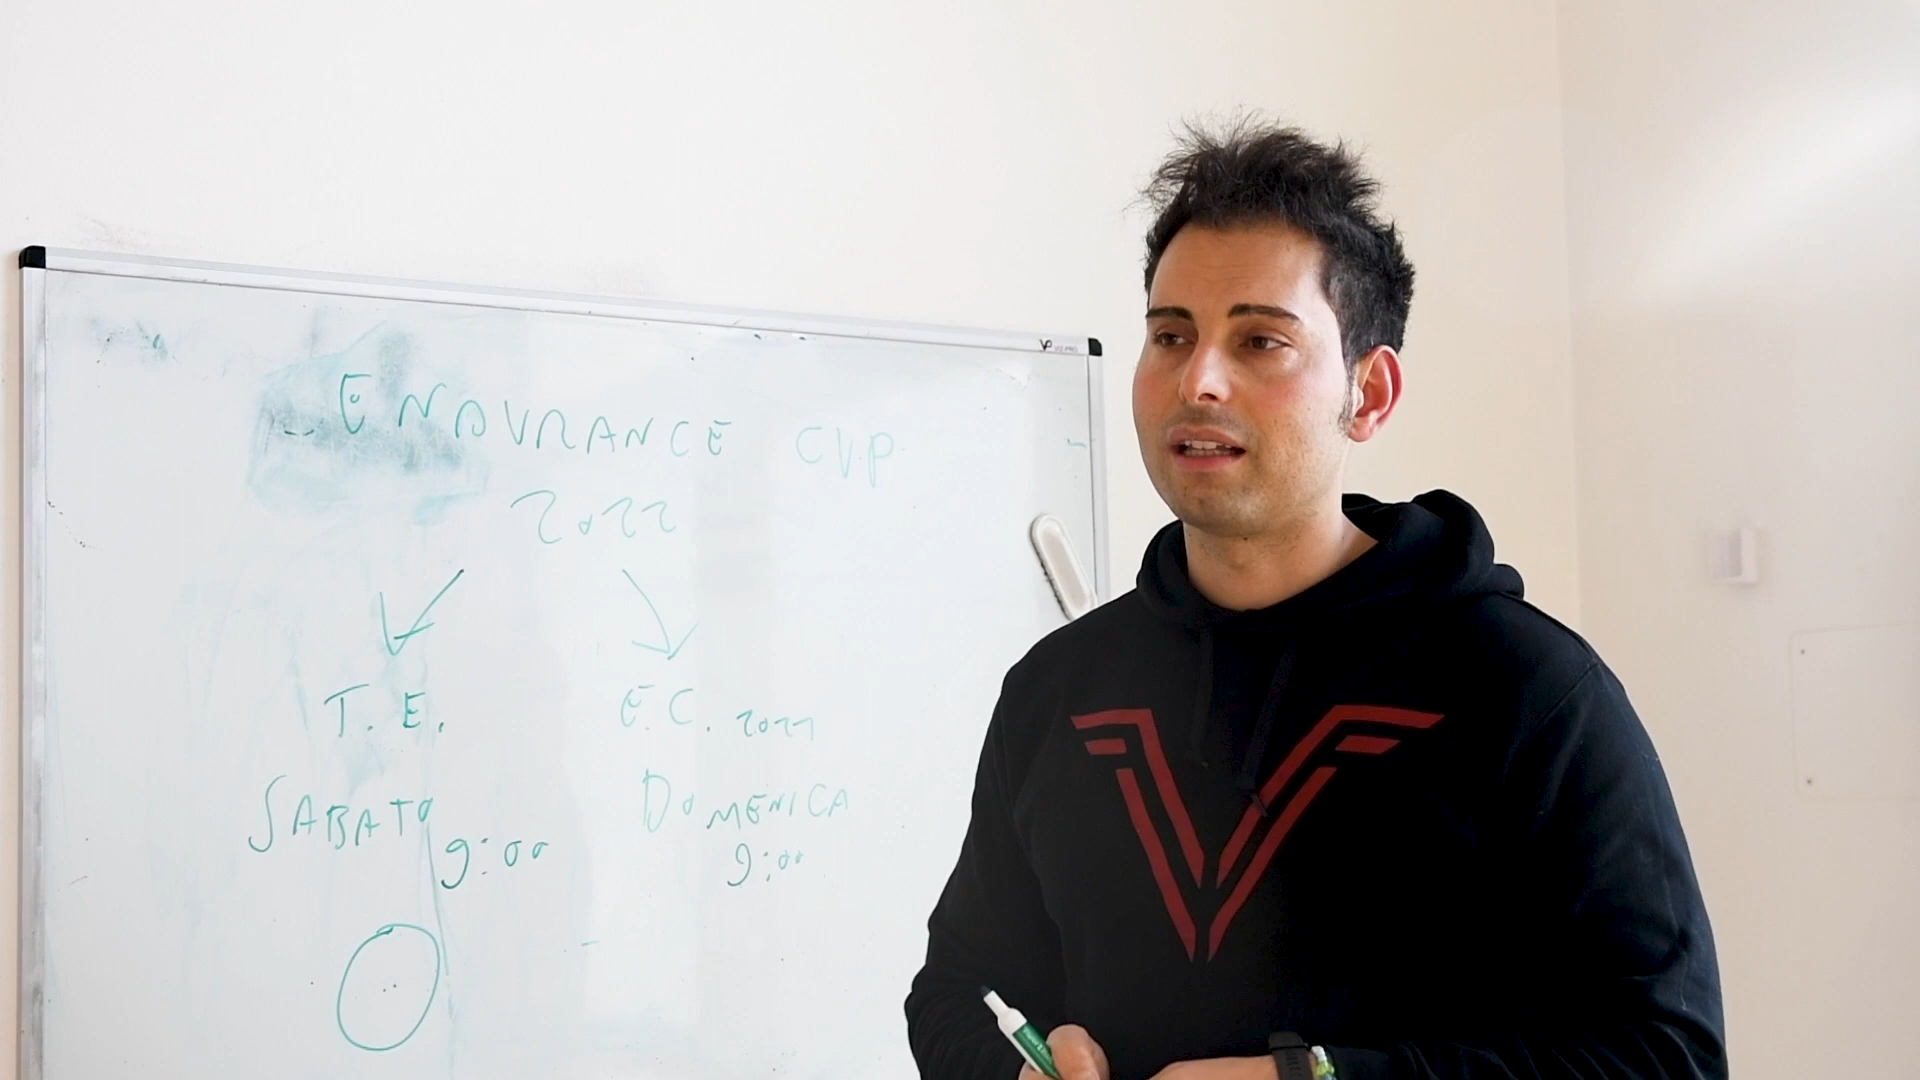 ENDURANCE CUP
2022
T. E.
E.C. 2022
SABATO
9:00
DOMENICA
9:00